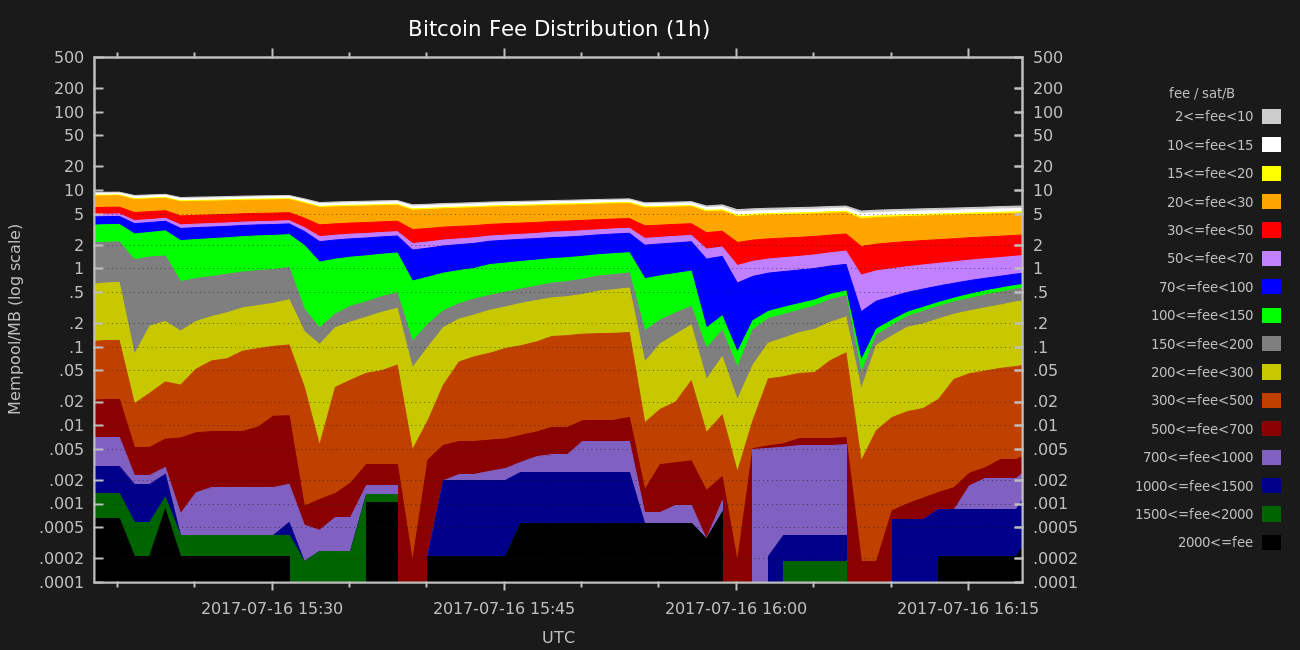 Bitcoin Fee Distribution (1h)
500
200
100
50
20
10
5
2
1
.5
.2
.1
.05
.02
.01
.005
.002
.001
.0005
.0002
.0001
Mempool/MB (log scale)
500
200
100
50
20
10
5
2
1
.5
.2
.1
.05
.02
.01
.005
.002
.001
.0005
.0002
.0001
2017-07-16 15:30
2017-07-16 15:45
2017-07-16 16:00
2017-07-16 16:15
UTC
fee / sat/B
2<=fee<10
10<=fee<15
15<=fee<20
20<=fee<30
30<=fee<50
50<=fee<70
70<=fee<100
100<=fee<150
150<=fee<200
200<=fee<300
300<=fee<500
500<=fee<700
700<=fee<1000
1000<=fee<1500
1500<=fee<2000
2000<=fee